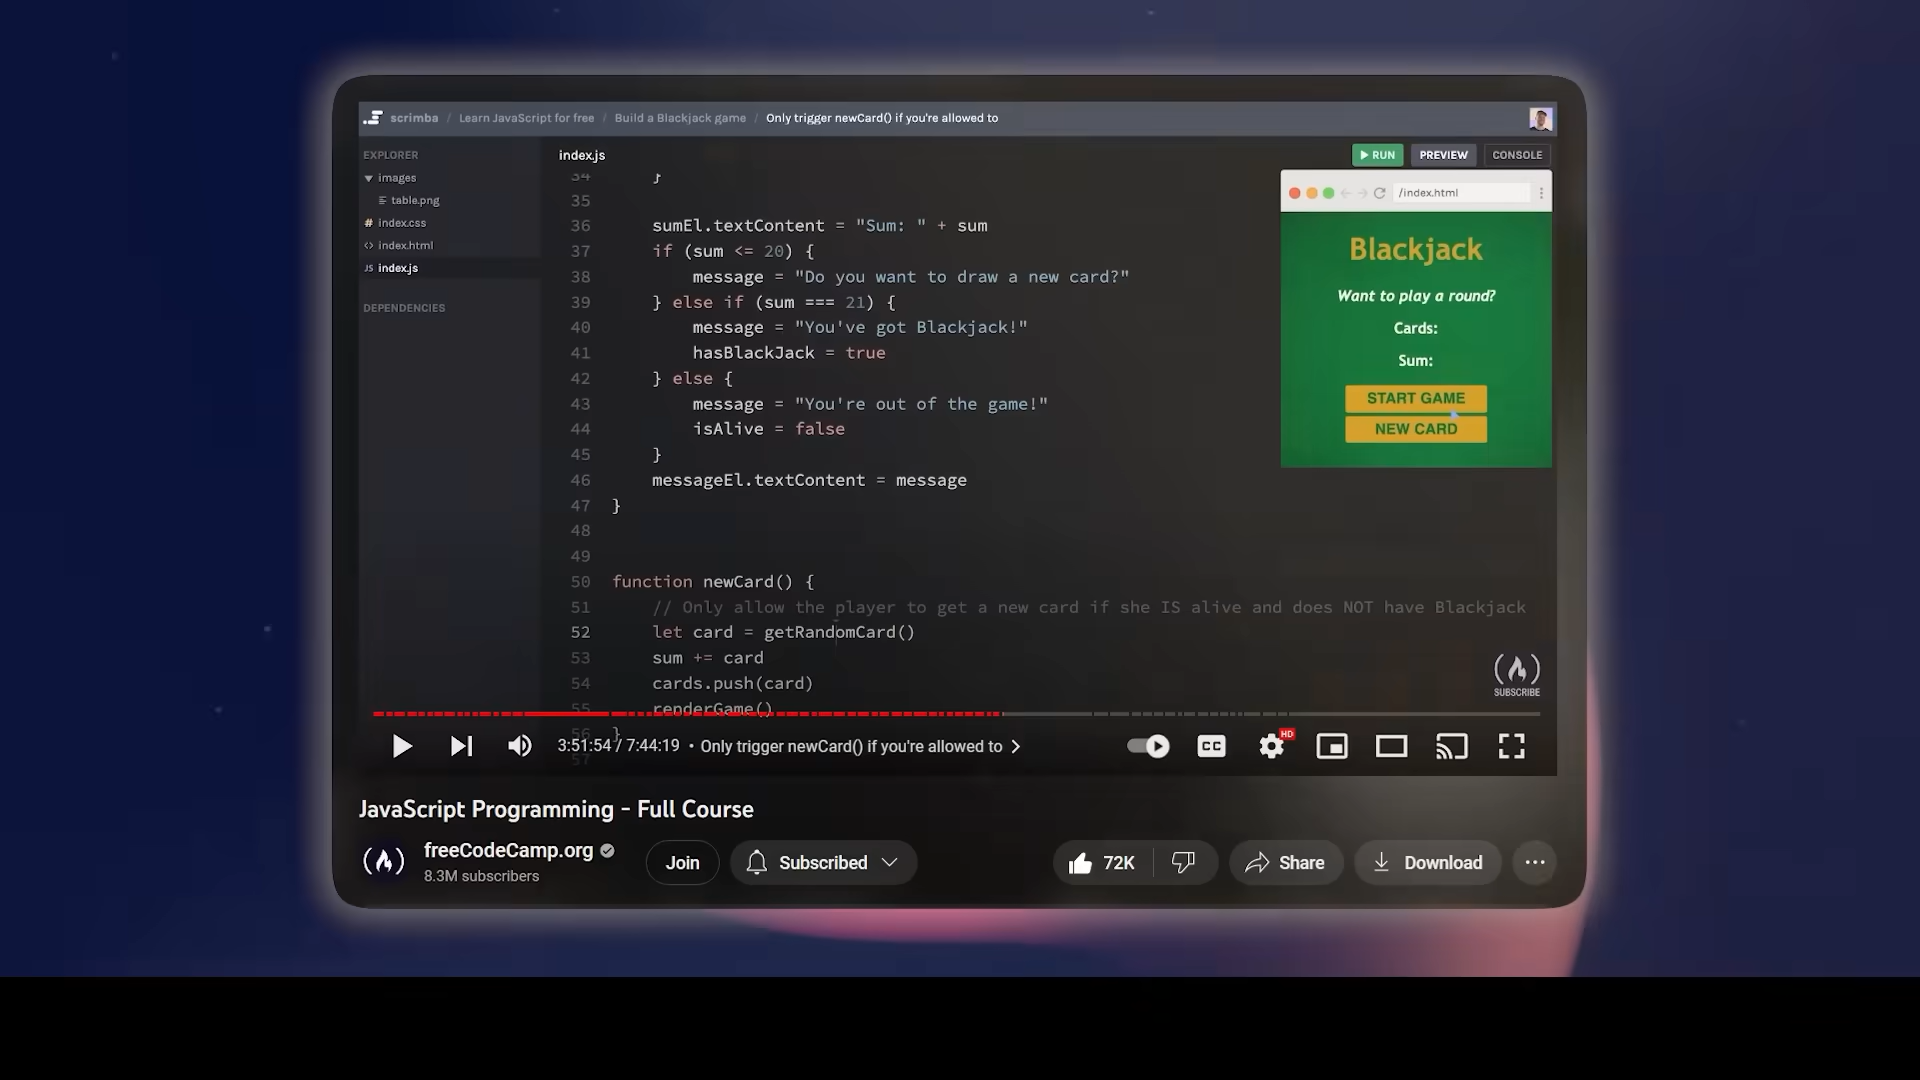 scrimba / Learn JavaScript for free / Build a Blackjack game / Only trigger newCard() if you're allowed to
EXPLORER
images
table.png
# index.css
<> index.html
JS index.js
DEPENDENCIES
index.js
RUN
PREVIEW
CONSOLE
34 }
35
36 sumEl.textContent = "Sum: " + sum
37 if (sum <= 20) {
38 message = "Do you want to draw a new card?"
39 } else if (sum === 21) {
40 message = "You've got Blackjack!"
41 hasBlackJack = true
42 } else {
43 message = "You're out of the game!"
44 isAlive = false
45 }
46 messageEl.textContent = message
47 }
48
49
50 function newCard() {
51 // Only allow the player to get a new card if she IS alive and does NOT have Blackjack
52 let card = getRandomCard()
53 sum += card
54 cards.push(card)
55 renderGame()
56 }
57
/index.html
Blackjack
Want to play a round?
Cards:
Sum:
START GAME
NEW CARD
SUBSCRIBE
3:51:54 / 7:44:19 • Only trigger newCard() if you're allowed to
CC
HD
JavaScript Programming - Full Course
freeCodeCamp.org
8.3M subscribers
Join
Subscribed
72K
Share
Download